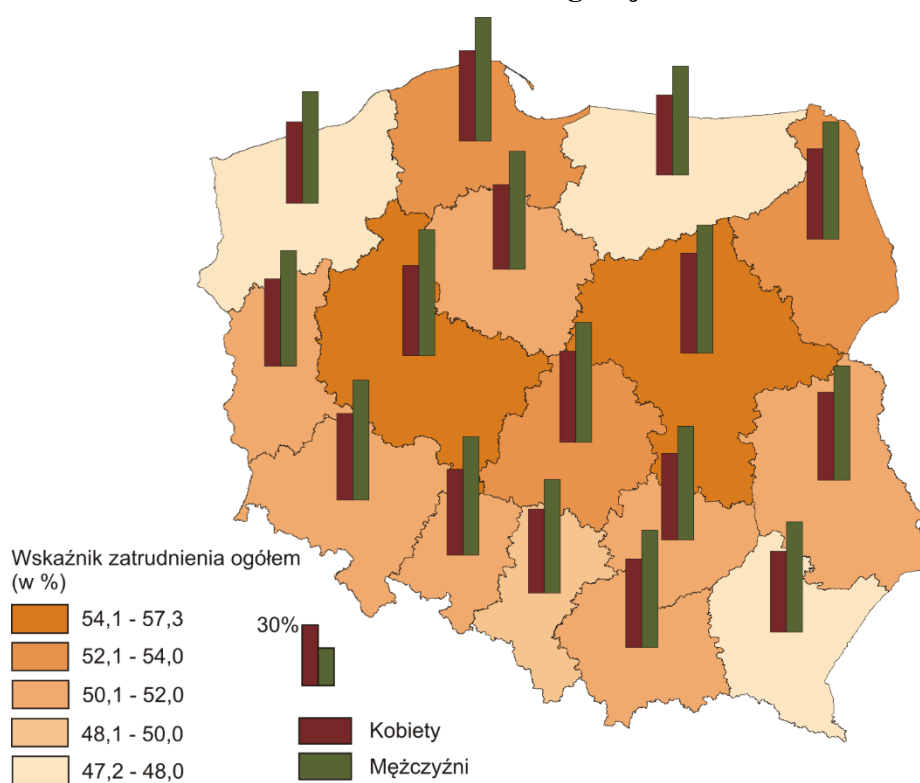 Wskaźnik zatrudnienia ogółem
(w %)
54,1 - 57,3
52,1 - 54,0
50,1 - 52,0
48,1 - 50,0
47,2 - 48,0
30%
Kobiety
Mężczyźni